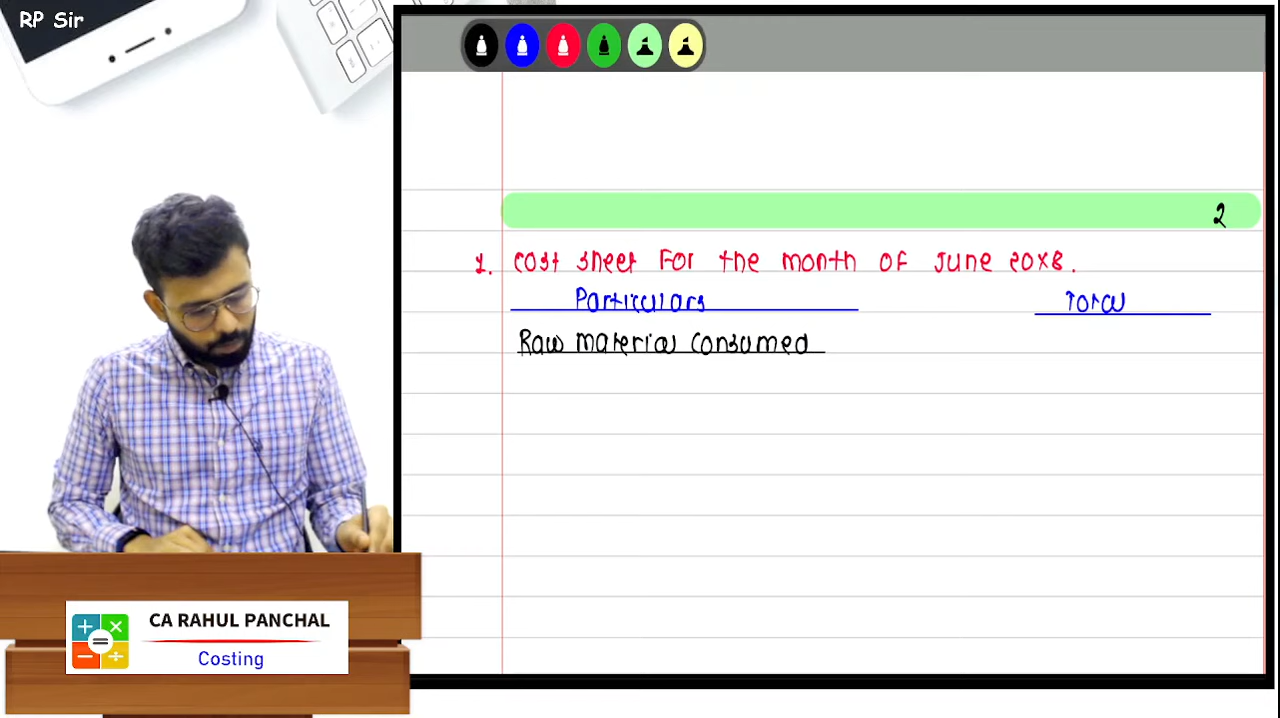 RP Sir
2
1. Cost sheet For the month of June 20x8.
Particulars Total
Raw material Consumed
CA RAHUL PANCHAL
Costing